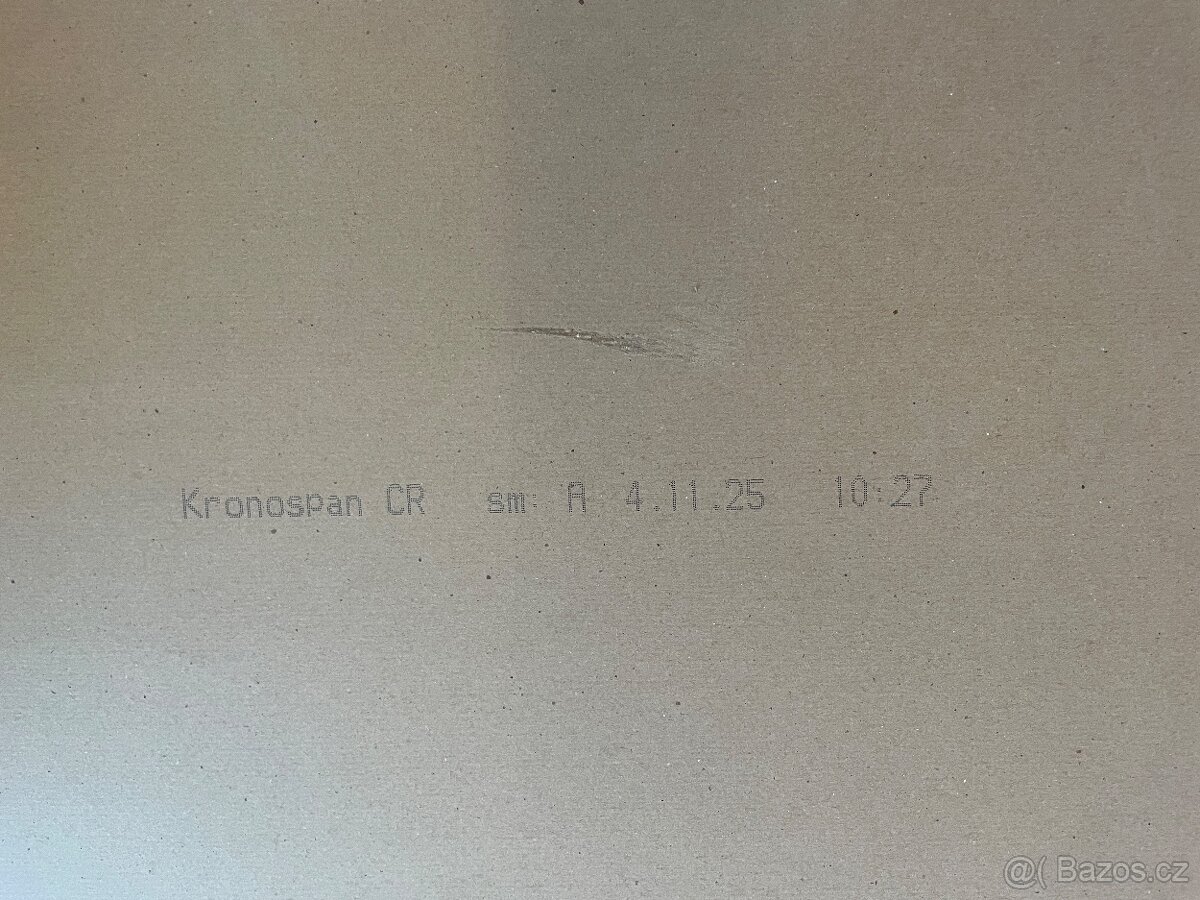 Kronospan CR sm: A 4.11.25 10:27
@( Bazos.cz